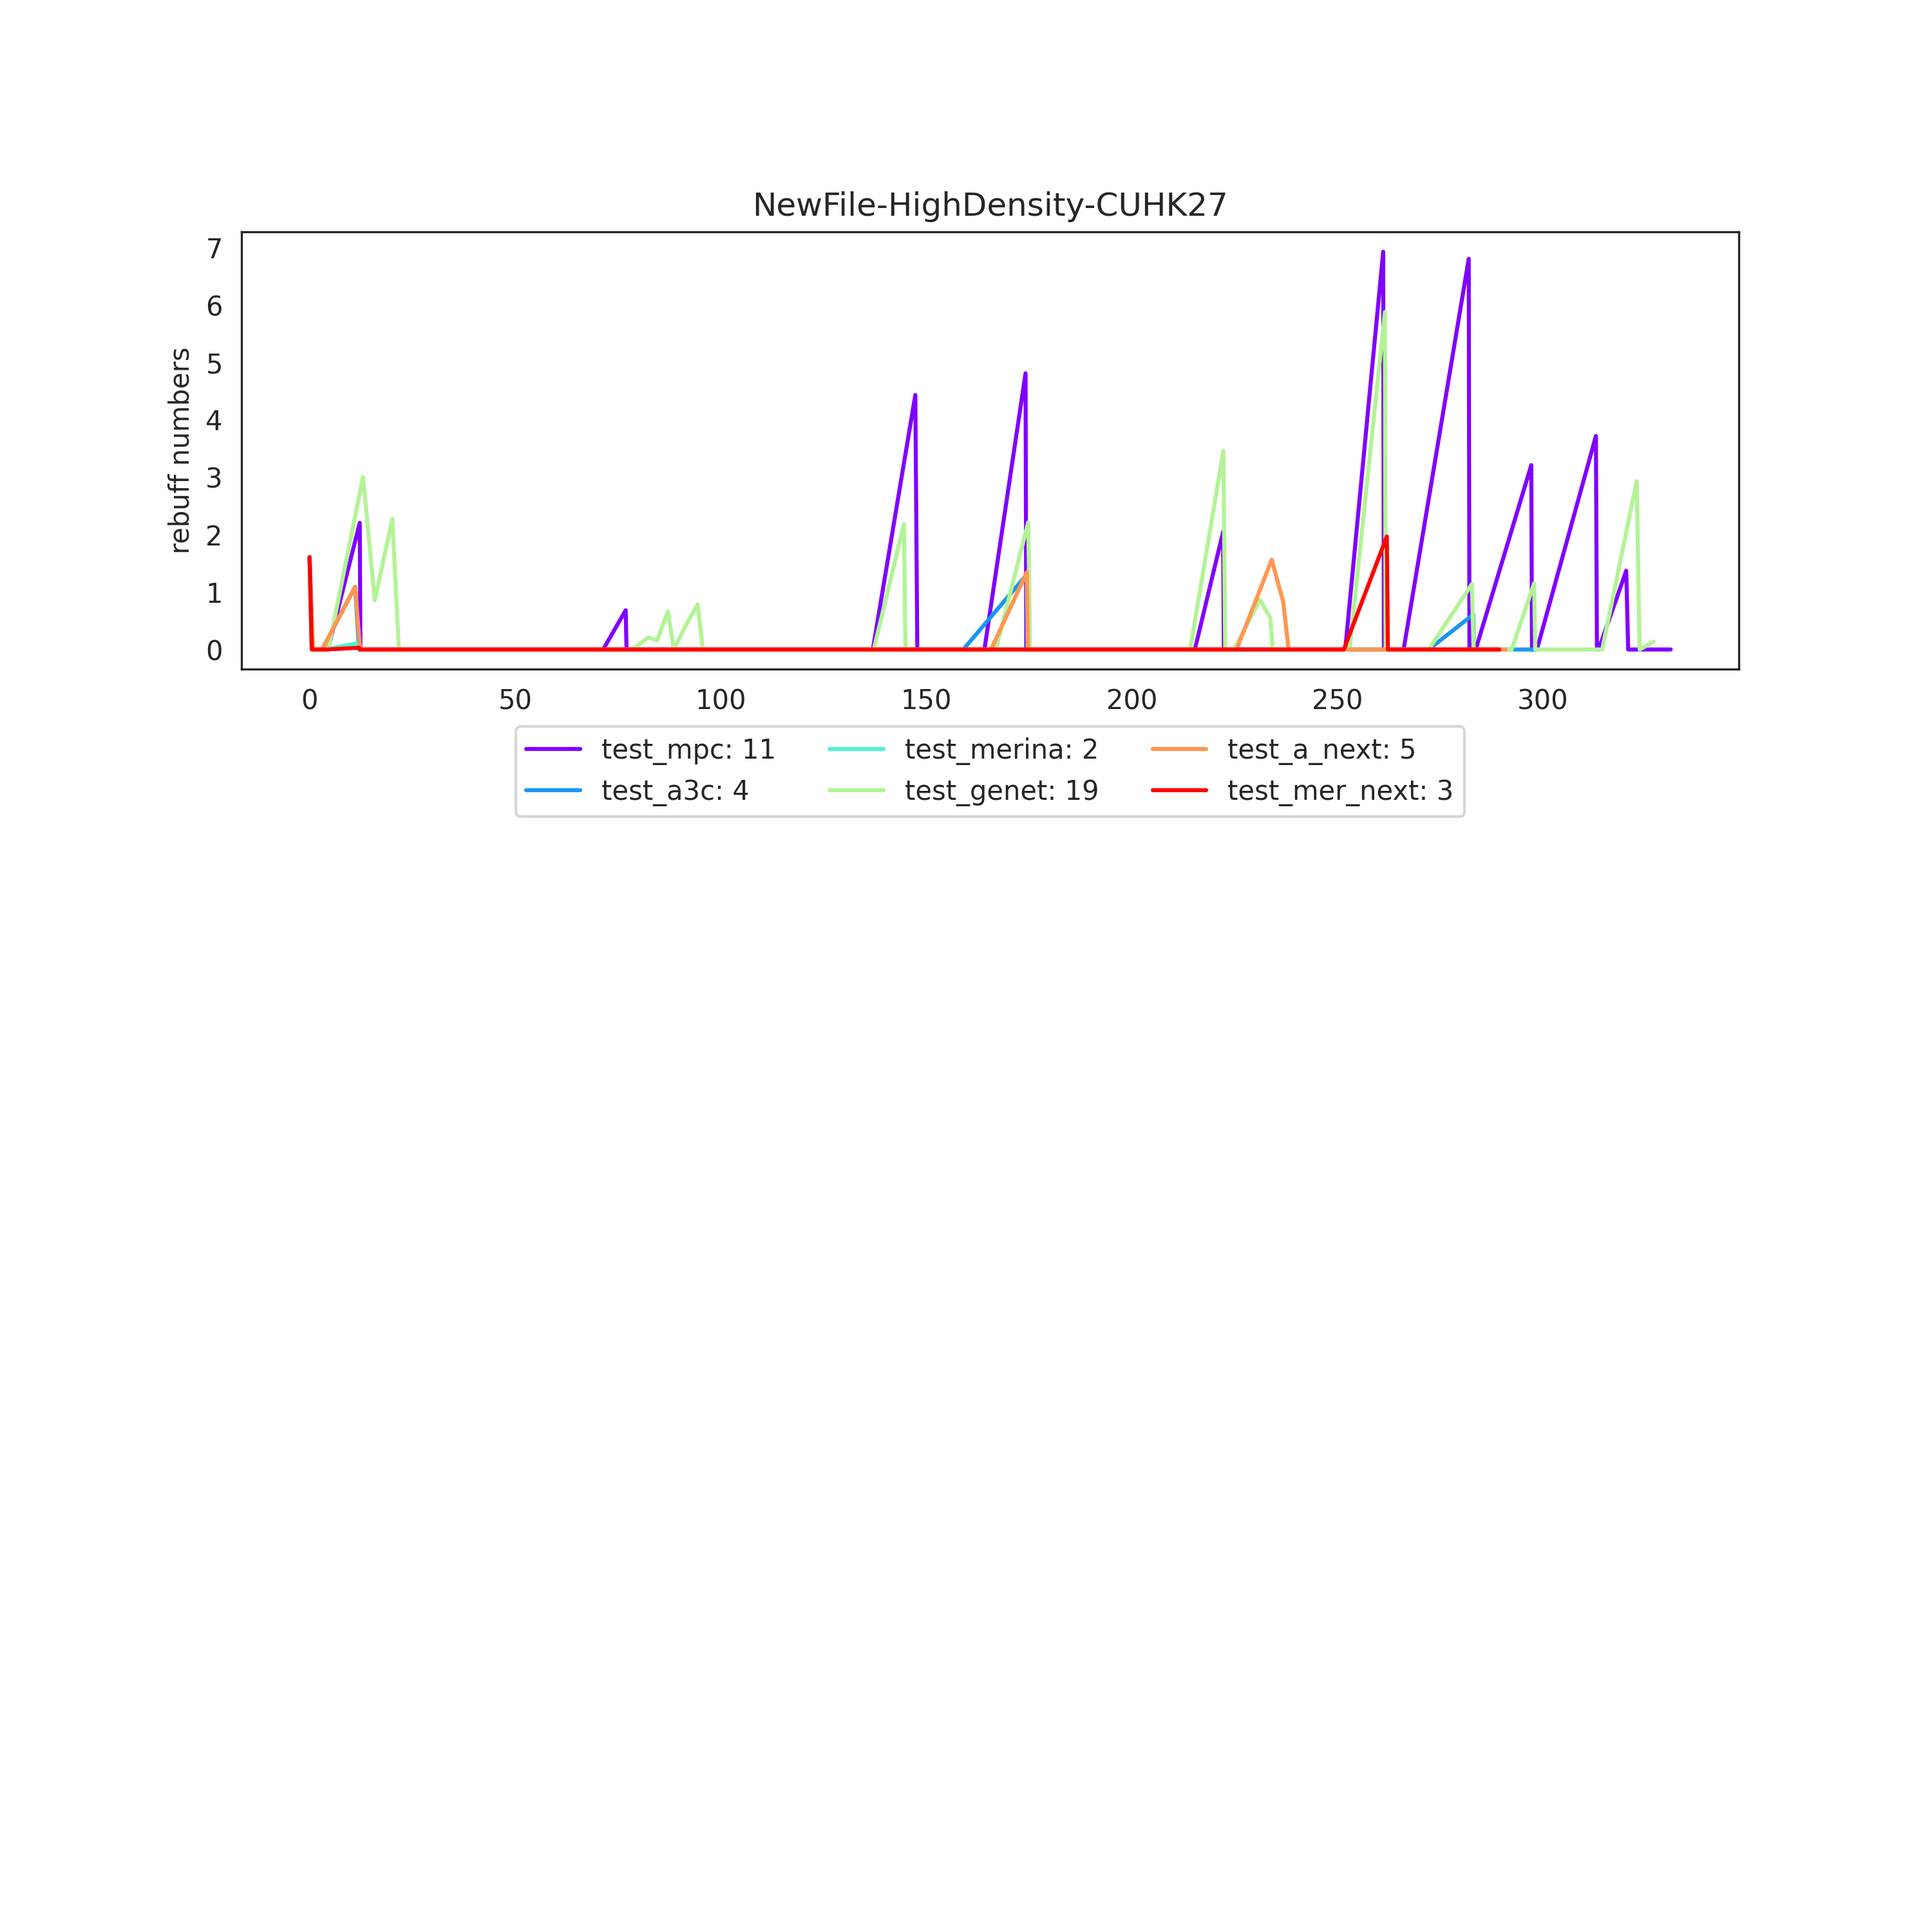 NewFile-HighDensity-CUHK27
7
6
5
4
3
2
1
0
rebuff numbers
0 50 100 150 200 250 300
test_mpc: 11 test_merina: 2 test_a_next: 5
test_a3c: 4 test_genet: 19 test_mer_next: 3